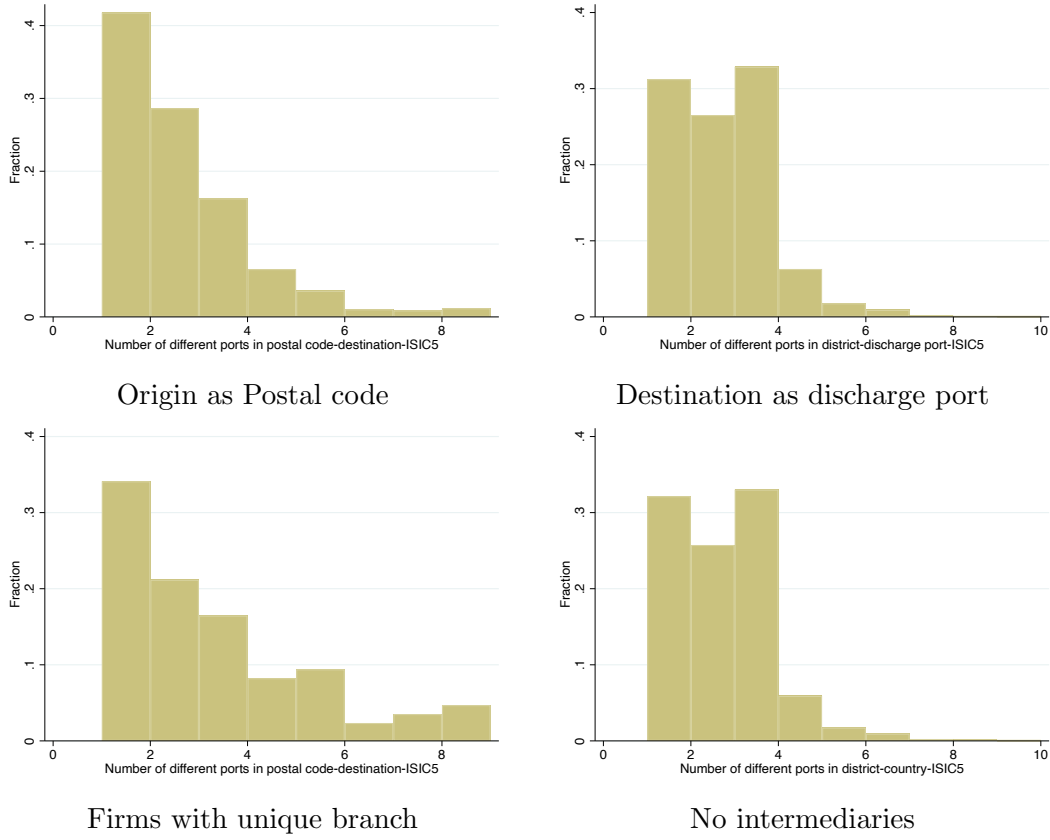 .4
.3
.2
.1
0
Fraction
0 2 4 6 8
Number of different ports in postal code-destination-ISIC5
Origin as Postal code
.4
.3
.2
.1
0
Fraction
0 2 4 6 8 10
Number of different ports in district-discharge port-ISIC5
Destination as discharge port
.4
.3
.2
.1
0
Fraction
0 2 4 6 8
Number of different ports in postal code-destination-ISIC5
Firms with unique branch
.4
.3
.2
.1
0
Fraction
0 2 4 6 8 10
Number of different ports in district-country-ISIC5
No intermediaries